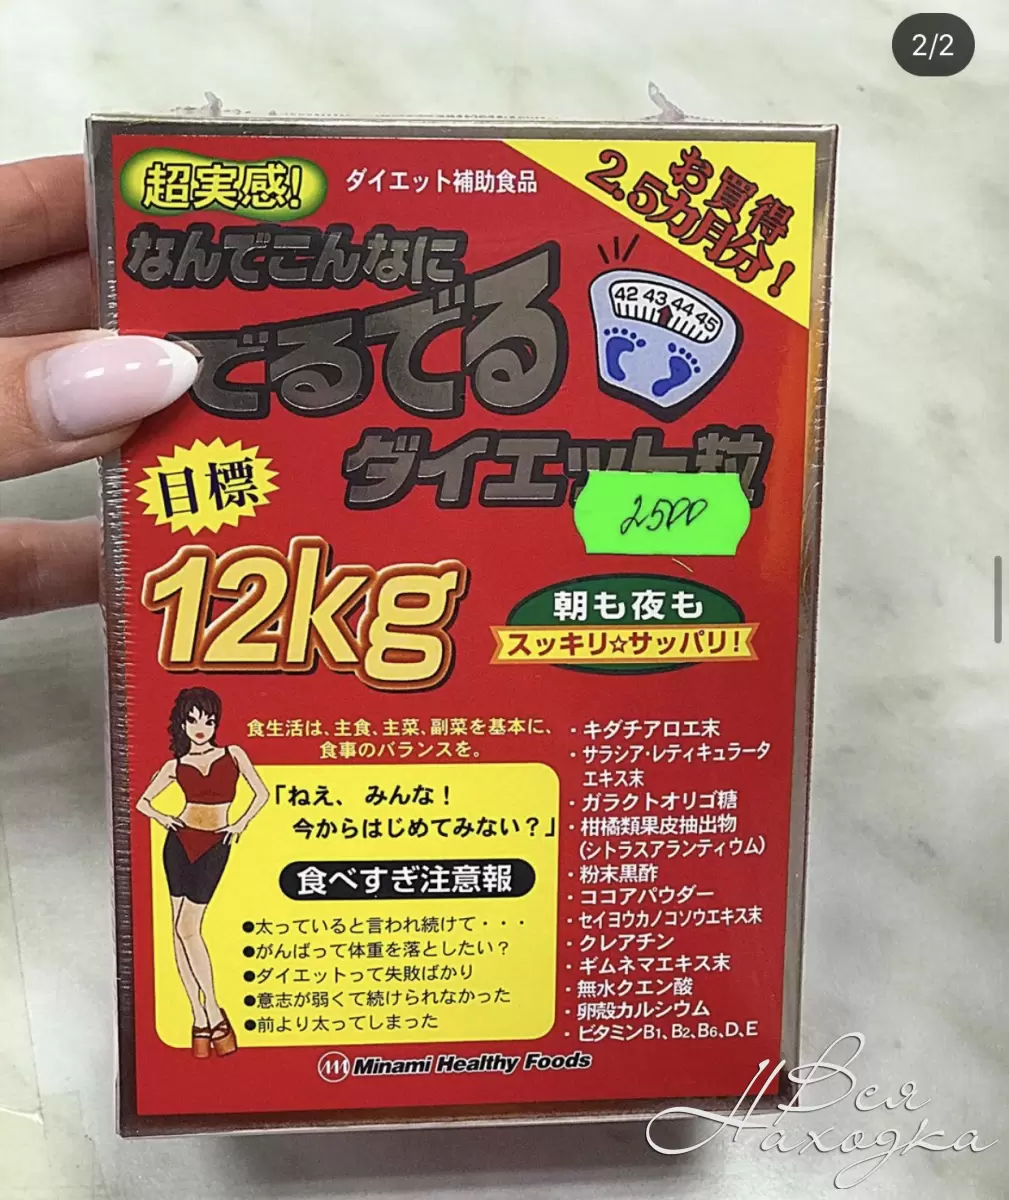 2/2
超実感!
ダイエット補助食品
お買得
2.5カ月分!
なんでこんなに
でるでる
42 43 44 45
ダイエット粒
2500
目標
12kg
朝も夜も
スッキリ☆サッパリ!
食生活は、主食、主菜、副菜を基本に、
食事のバランスを。
「ねえ、みんな!
今からはじめてみない?」
食べすぎ注意報
●太っていると言われ続けて・・・
●がんばって体重を落としたい?
●ダイエットって失敗ばかり
●意志が弱くて続けられなかった
●前より太ってしまった
・キダチアロエ末
・サラシア・レティキュラータ
エキス末
・ガラクトオリゴ糖
・柑橘類果皮抽出物
(シトラスアランティウム)
・粉末黒酢
・ココアパウダー
・セイヨウカノコソウエキス末
・クレアチン
・ギムネマエキス末
・無水クエン酸
・卵殻カルシウム
・ビタミンB1、B2、B6、D、E
Minami Healthy Foods
Вся
Находка